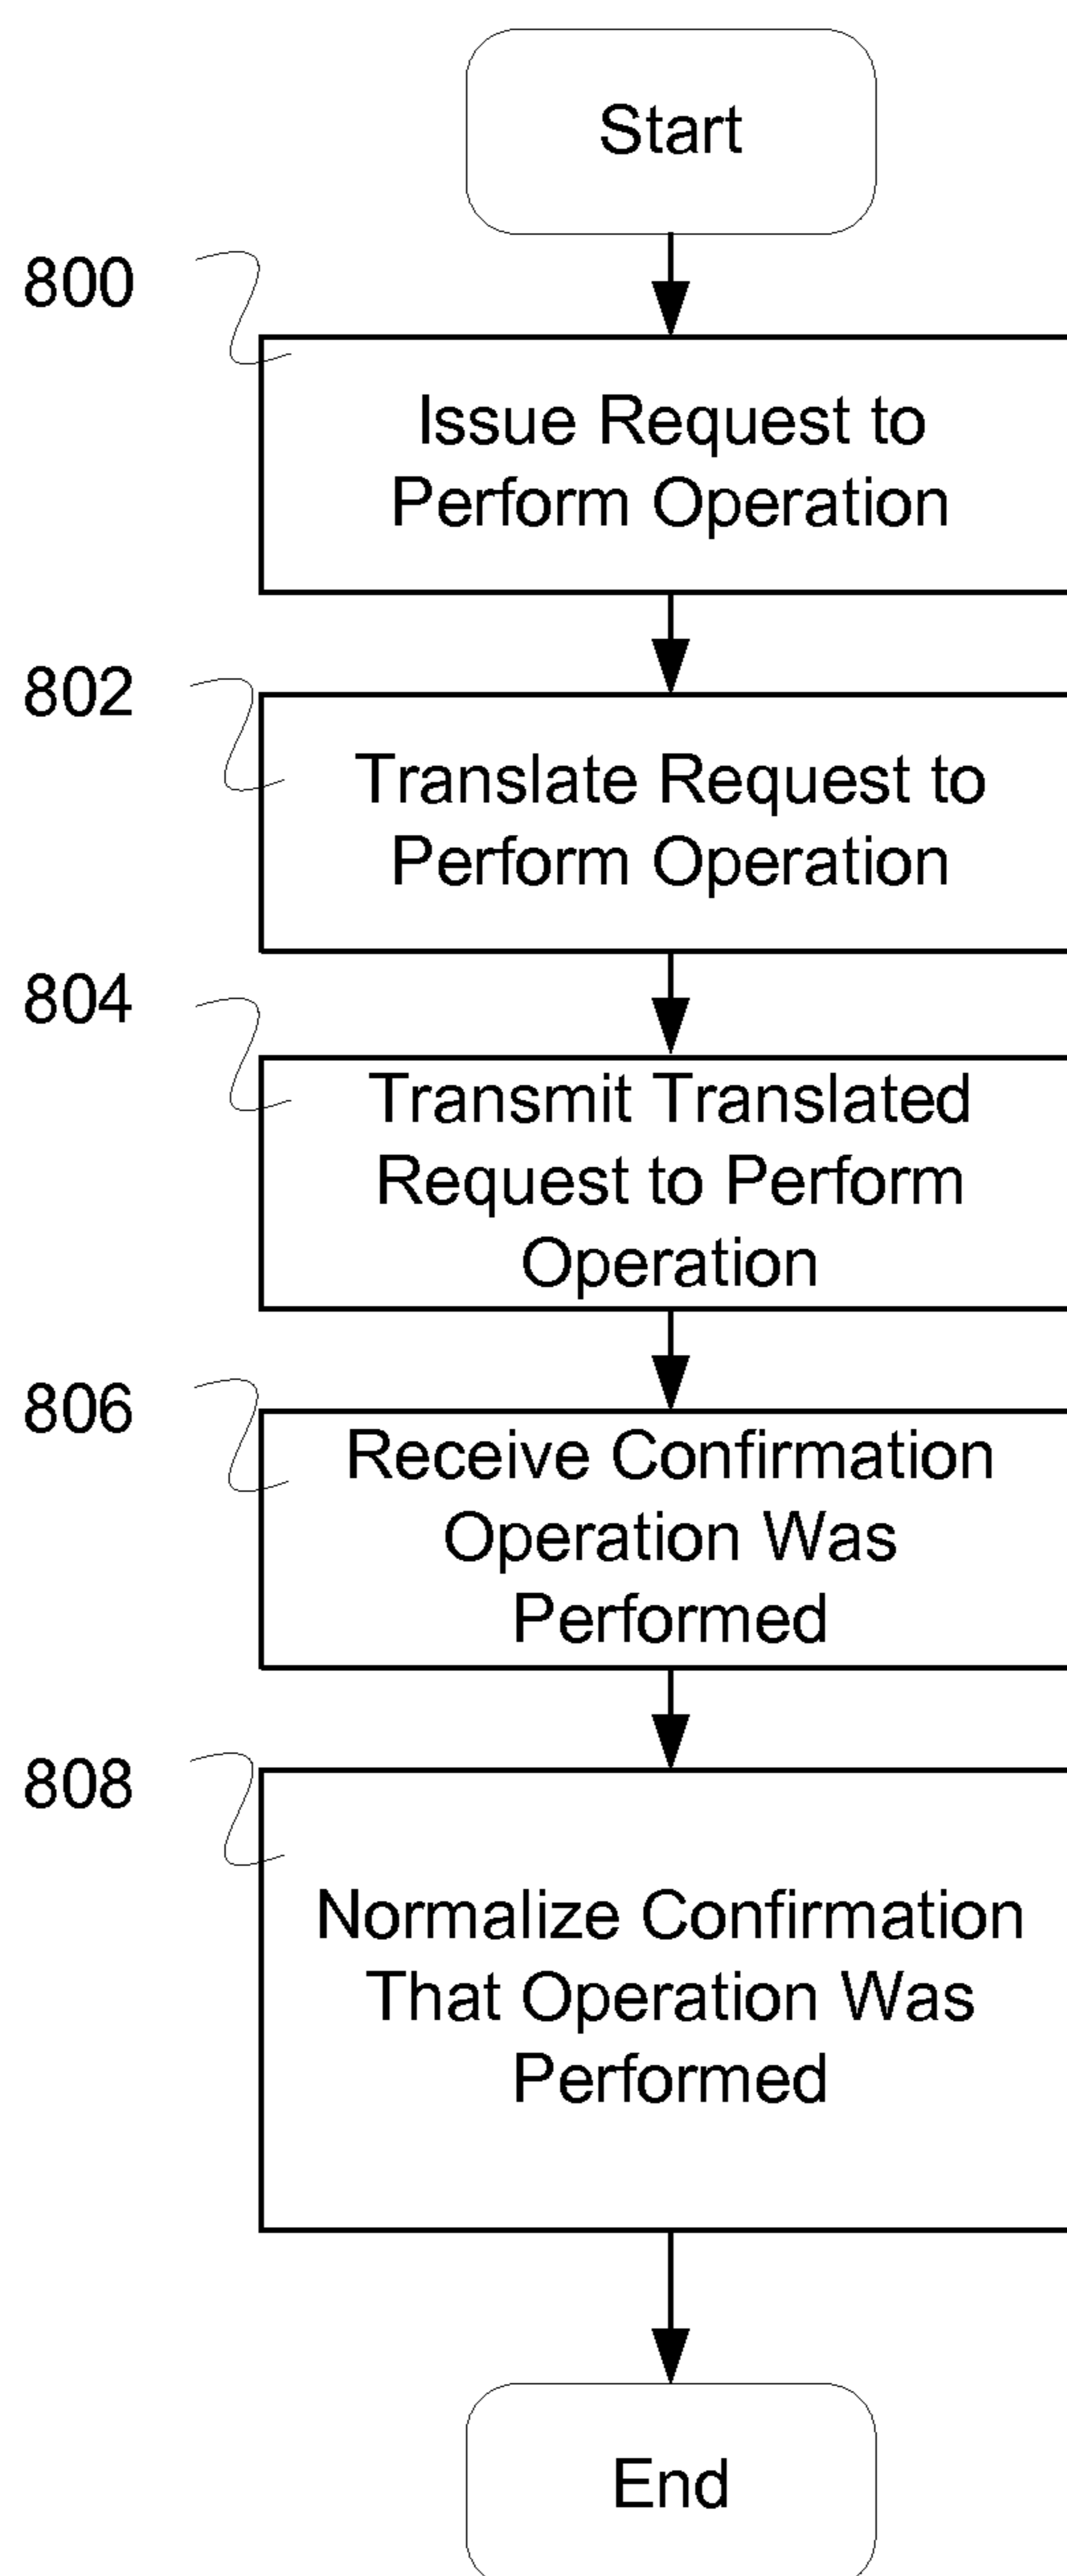 Start
800
Issue Request to
Perform Operation
802
Translate Request to
Perform Operation
804
Transmit Translated
Request to Perform
Operation
806
Receive Confirmation
Operation Was
Performed
808
Normalize Confirmation
That Operation Was
Performed
End